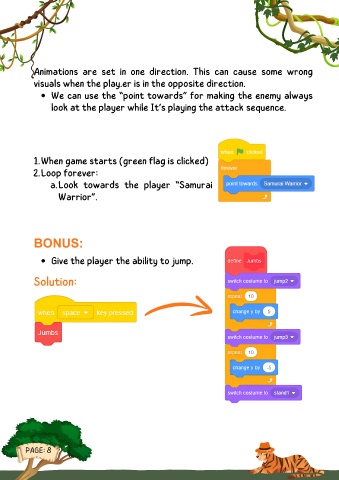 Animations are set in one direction. This can cause some wrong
visuals when the play.er is in the opposite direction.
• We can use the “point towards” for making the enemy always
look at the player while It’s playing the attack sequence.
1.When game starts (green flag is clicked)
2.Loop forever:
a.Look towards the player “Samurai
Warrior”.
when clicked
forever
point towards Samurai Warrior
BONUS:
• Give the player the ability to jump.
Solution:
when space key pressed
Jumbs
define Jumbs
switch costume to jump2
repeat 10
change y by 5
switch costume to jump3
repeat 10
change y by -5
switch costume to stand1
PAGE: 8